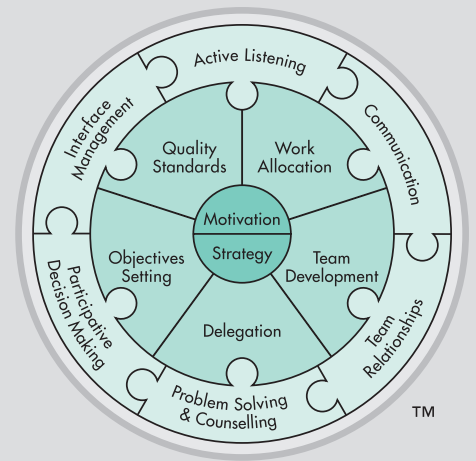 Active Listening
Communication
Team
Relationships
Problem Solving
& Counselling
Participative
Decision Making
Interface
Management
Quality
Standards
Work
Allocation
Team
Development
Delegation
Objectives
Setting
Motivation
Strategy
TM